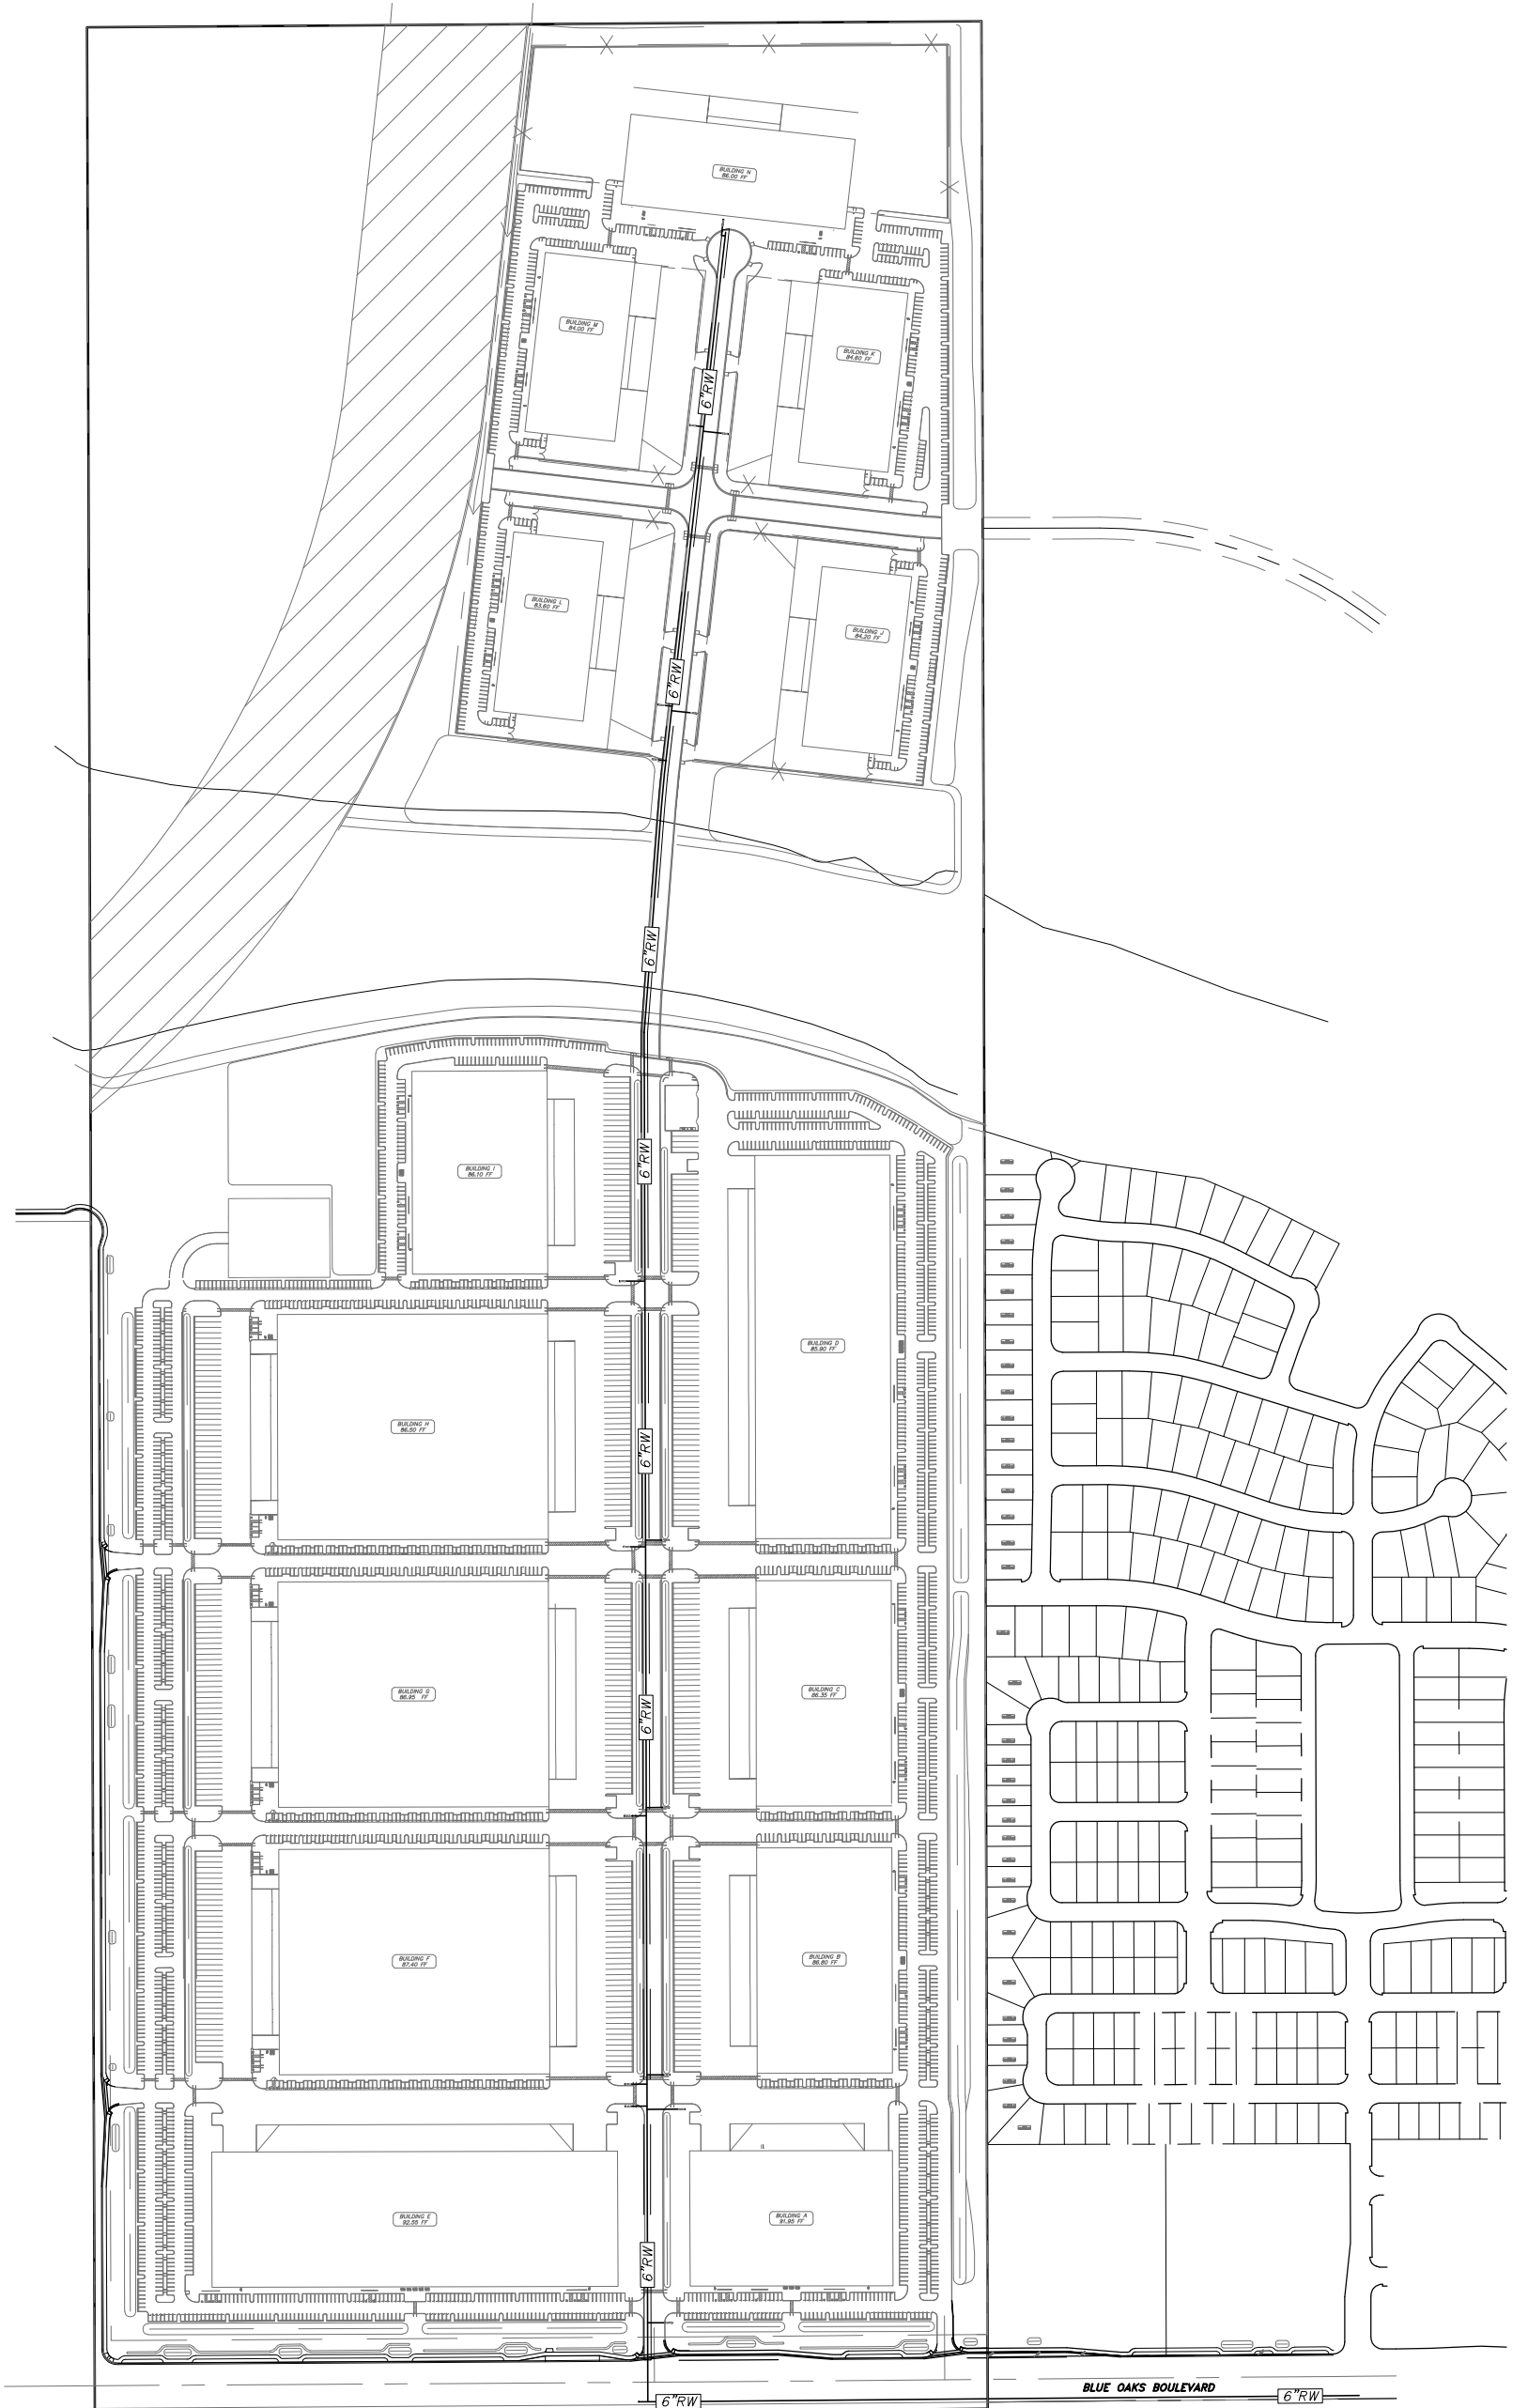 BUILDING N
86.00 FF
BUILDING M
84.00 FF
BUILDING K
84.60 FF
6"RW
BUILDING L
83.60 FF
BUILDING J
84.20 FF
6"RW
6"RW
6"RW
BUILDING I
86.10 FF
BUILDING D
85.90 FF
BUILDING H
86.50 FF
6"RW
BUILDING G
86.95 FF
BUILDING C
86.35 FF
6"RW
BUILDING F
87.40 FF
BUILDING B
86.80 FF
BUILDING E
92.55 FF
BUILDING A
91.95 FF
6"RW
BLUE OAKS BOULEVARD
6"RW
6"RW